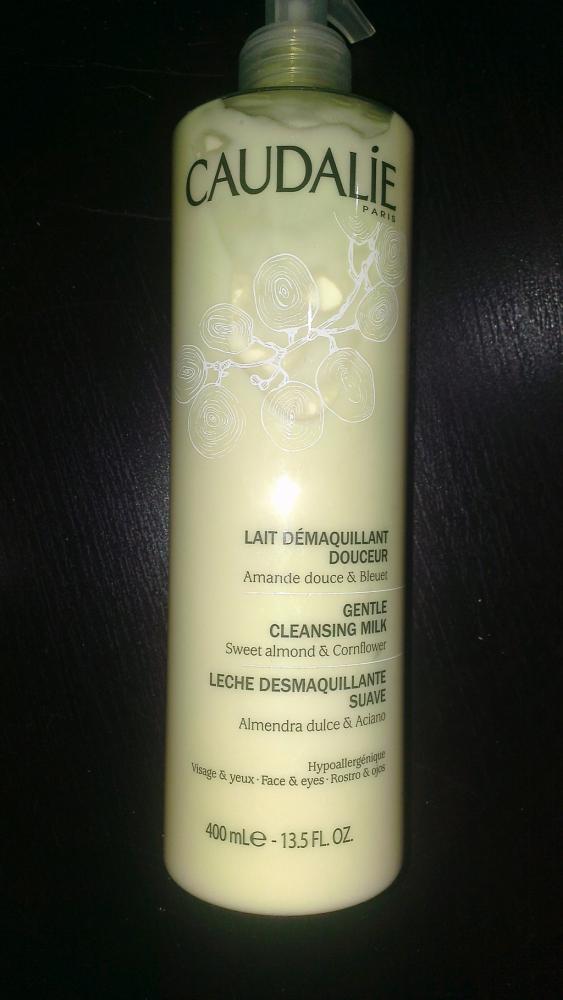 CAUDALiE
PARIS
LAIT DÉMAQUILLANT
DOUCEUR
Amande douce & Bleuet
GENTLE
CLEANSING MILK
Sweet almond & Cornflower
LECHE DESMAQUILLANTE
SUAVE
Almendra dulce & Aciano
Hypoallergénique
Visage & yeux · Face & eyes · Rostro & ojos
400 mL℮ - 13.5 FL. OZ.